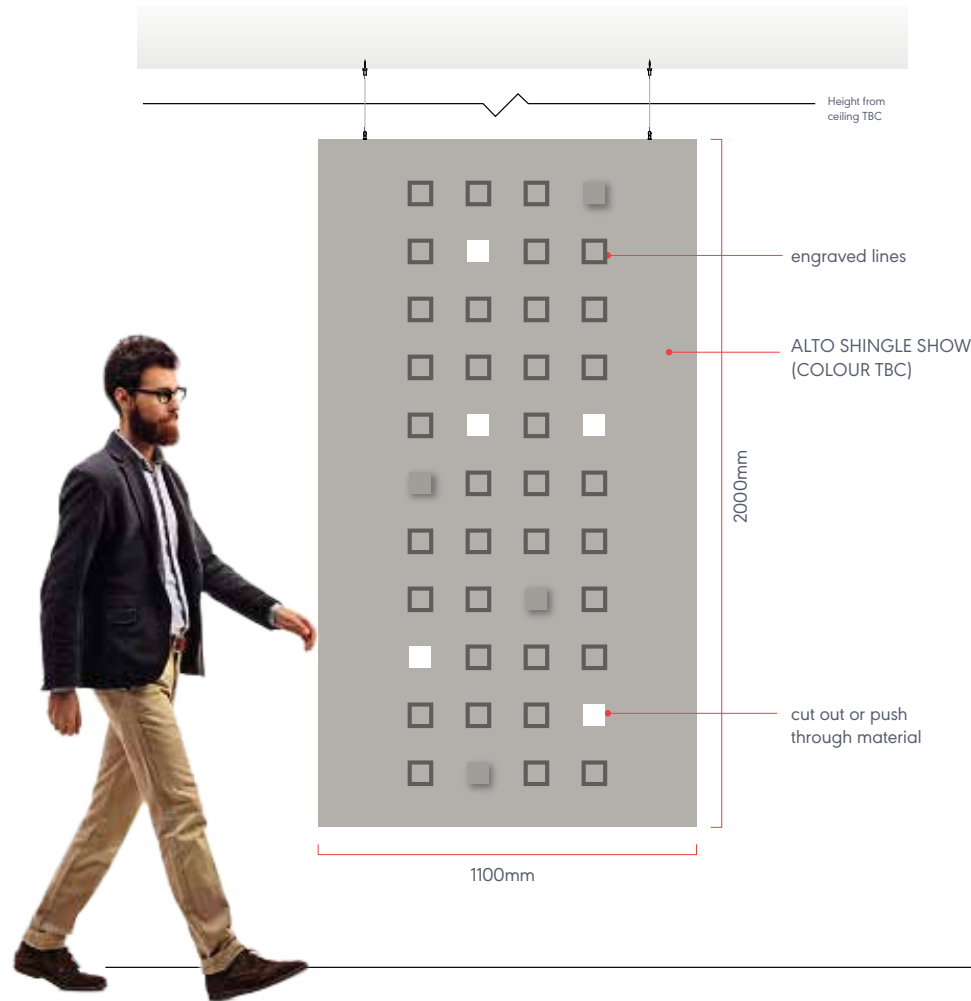 Height from
ceiling TBC
engraved lines
ALTO SHINGLE SHOW
(COLOUR TBC)
2000mm
cut out or push
through material
1100mm